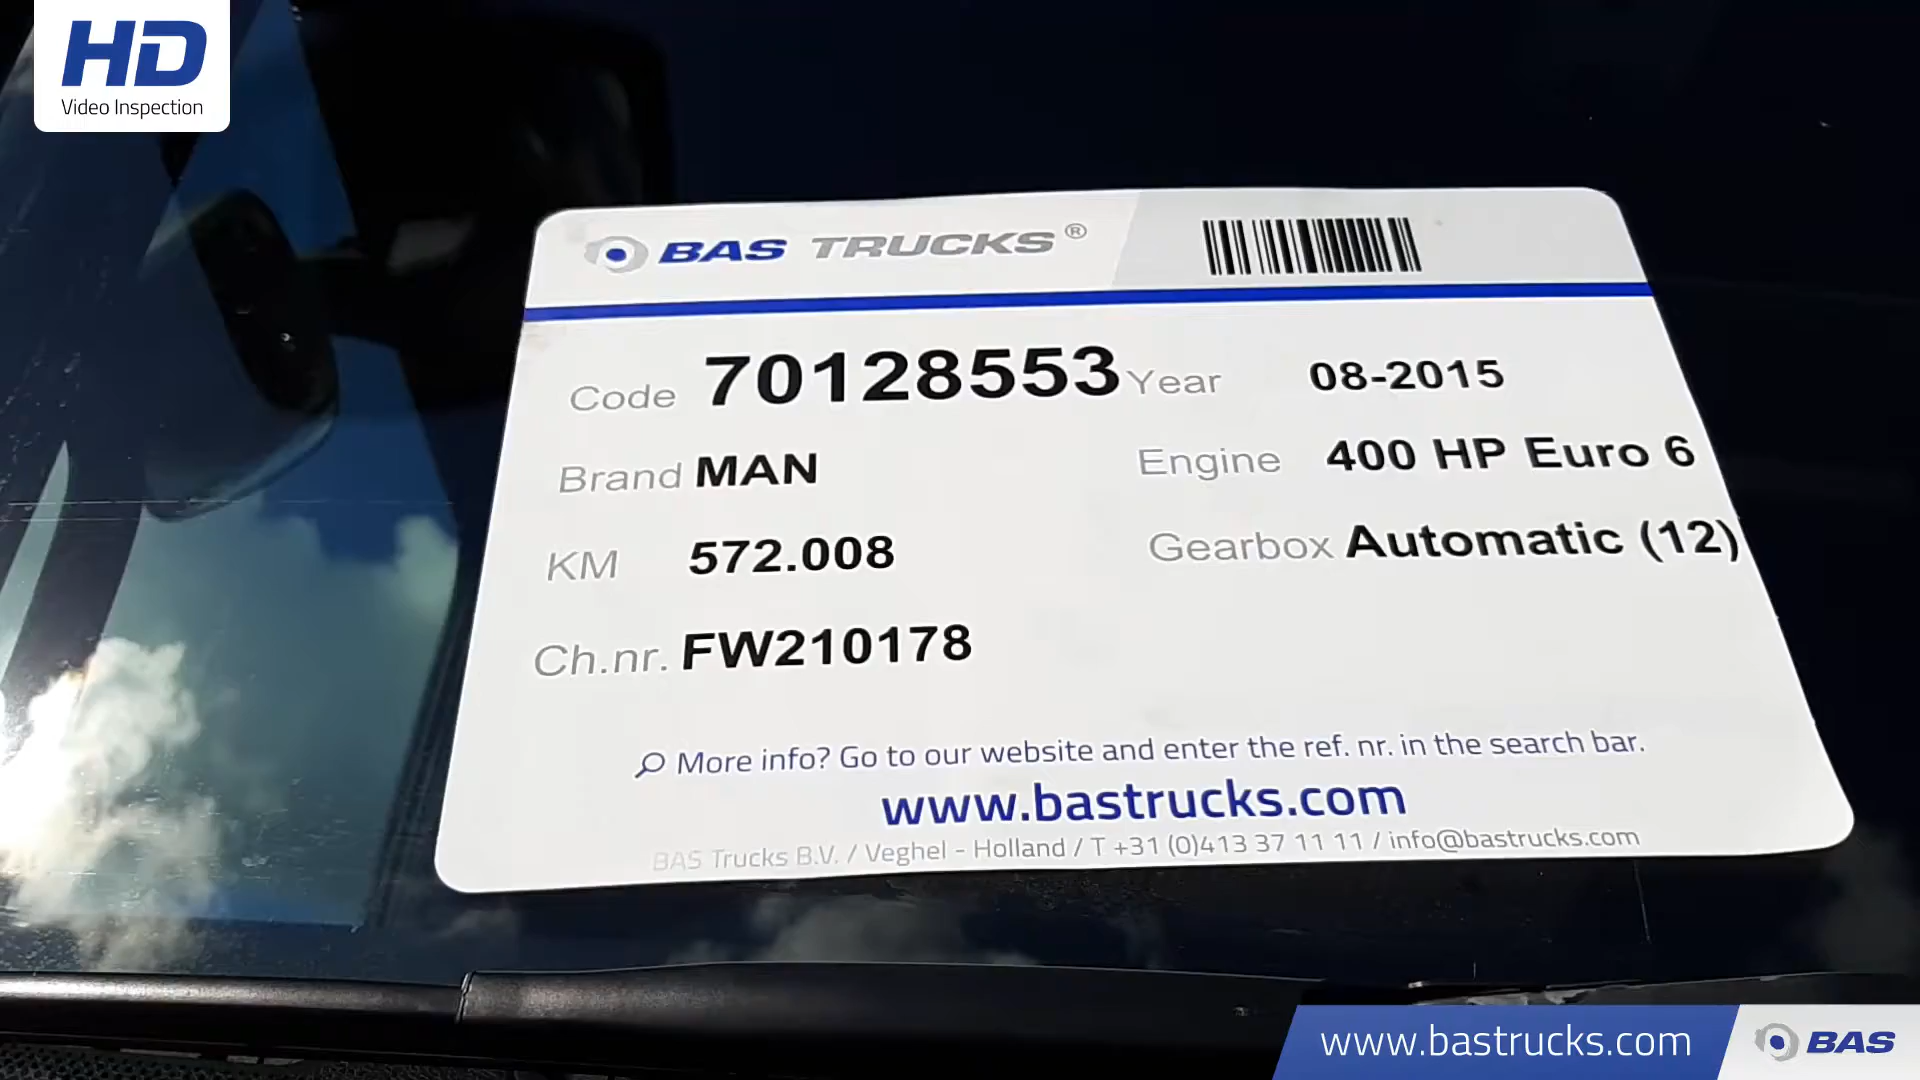 HD
Video Inspection
BAS TRUCKS®
Code 70128553 Year 08-2015
Brand MAN Engine 400 HP Euro 6
KM 572.008 Gearbox Automatic (12)
Ch.nr. FW210178
More info? Go to our website and enter the ref. nr. in the search bar.
www.bastrucks.com
BAS Trucks B.V. / Veghel - Holland / T +31 (0)413 37 11 11 / info@bastrucks.com
www.bastrucks.com BAS